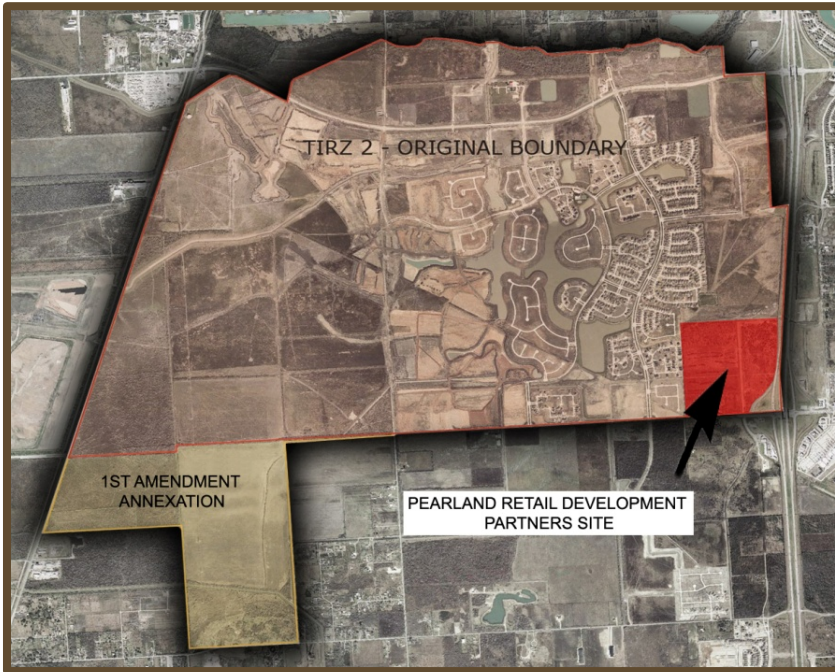 TIRZ 2 - ORIGINAL BOUNDARY
1ST AMENDMENT
ANNEXATION
PEARLAND RETAIL DEVELOPMENT
PARTNERS SITE